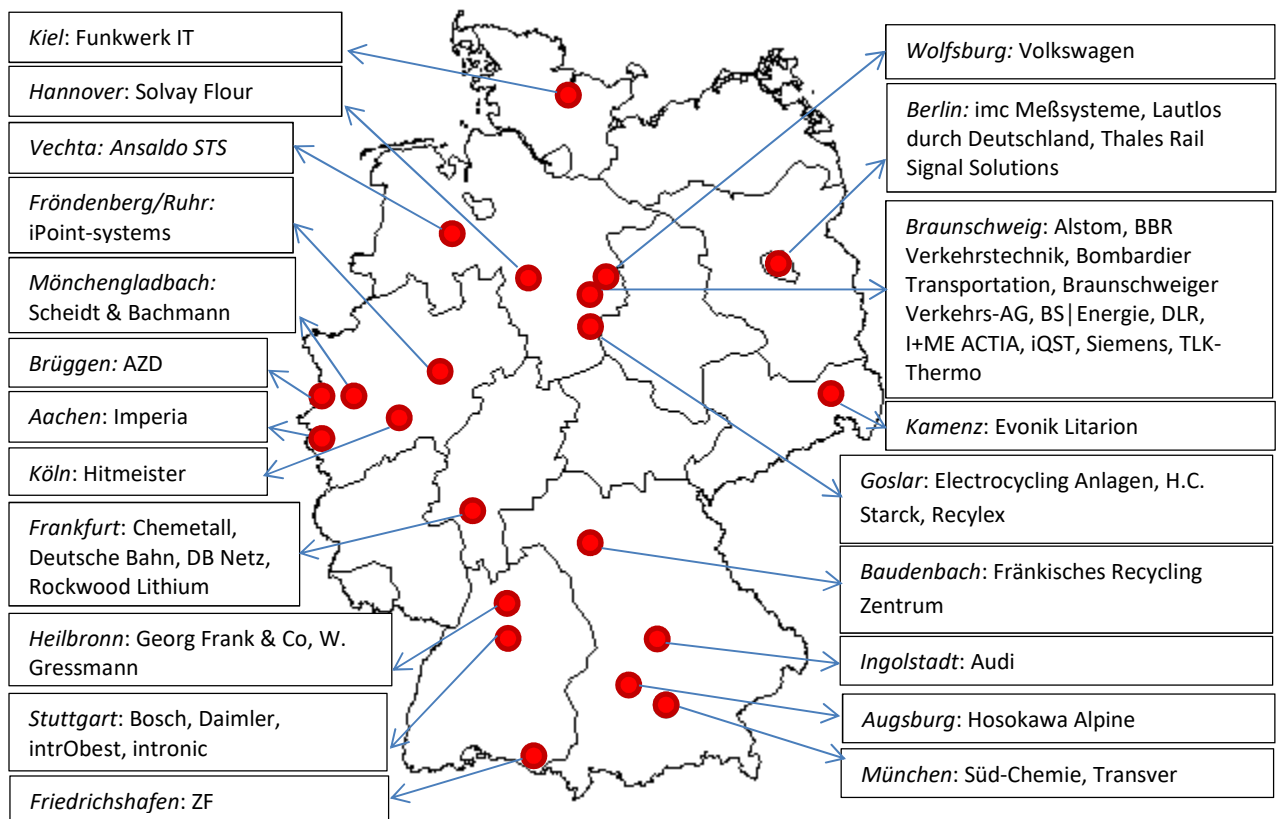 Kiel: Funkwerk IT
Hannover: Solvay Flour
Vechta: Ansaldo STS
Fröndenberg/Ruhr:
iPoint-systems
Mönchengladbach:
Scheidt & Bachmann
Brüggen: AZD
Aachen: Imperia
Köln: Hitmeister
Frankfurt: Chemetall,
Deutsche Bahn, DB Netz,
Rockwood Lithium
Heilbronn: Georg Frank & Co, W.
Gressmann
Stuttgart: Bosch, Daimler,
intrObest, intronic
Friedrichshafen: ZF
Wolfsburg: Volkswagen
Berlin: imc Meßsysteme, Lautlos
durch Deutschland, Thales Rail
Signal Solutions
Braunschweig: Alstom, BBR
Verkehrstechnik, Bombardier
Transportation, Braunschweiger
Verkehrs-AG, BS|Energie, DLR,
I+ME ACTIA, iQST, Siemens, TLK-
Thermo
Kamenz: Evonik Litarion
Goslar: Electrocycling Anlagen, H.C.
Starck, Recylex
Baudenbach: Fränkisches Recycling
Zentrum
Ingolstadt: Audi
Augsburg: Hosokawa Alpine
München: Süd-Chemie, Transver